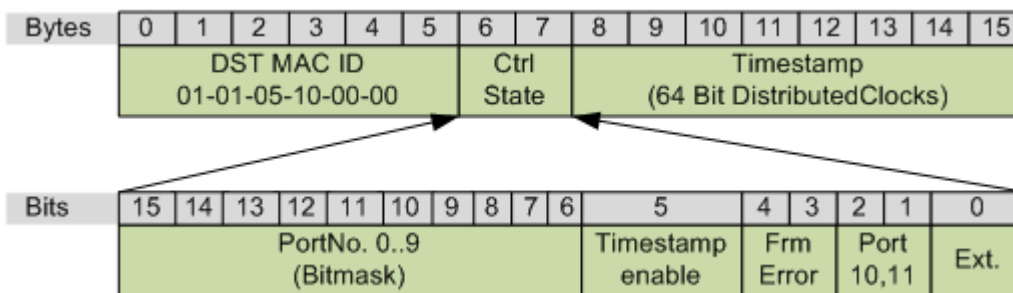 Bytes 0 1 2 3 4 5 6 7 8 9 10 11 12 13 14 15
DST MAC ID Ctrl Timestamp
01-01-05-10-00-00 State (64 Bit DistributedClocks)
Bits 15 14 13 12 11 10 9 8 7 6 5 4 3 2 1 0
PortNo. 0..9 Timestamp Frm Port Ext.
(Bitmask) enable Error 10,11